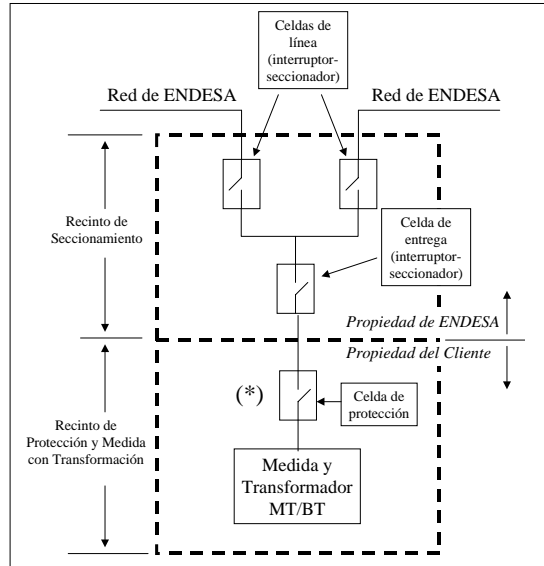 Celdas de
línea
(interruptor-
seccionador)
Red de ENDESA
Red de ENDESA
Recinto de
Seccionamiento
Celda de
entrega
(interruptor-
seccionador)
Propiedad de ENDESA
Propiedad del Cliente
(*)
Celda de
protección
Recinto de
Protección y Medida
con Transformación
Medida y
Transformador
MT/BT